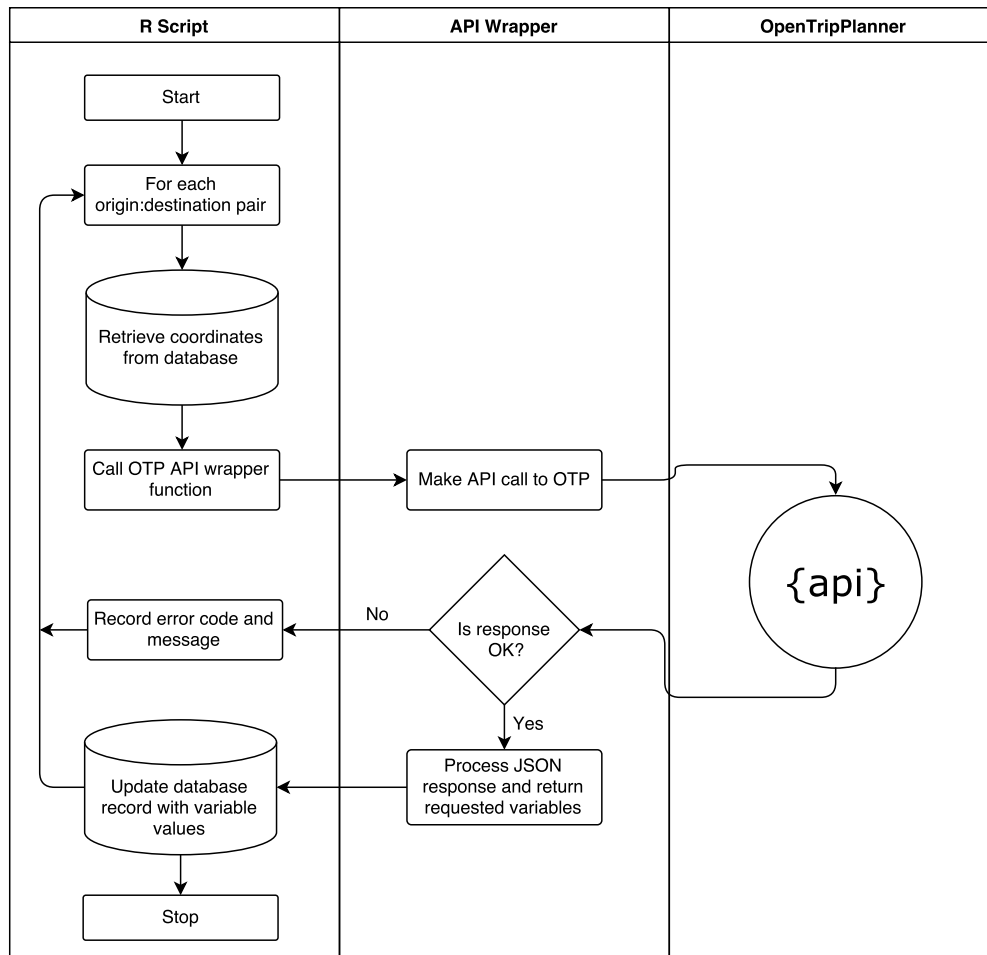 R Script
API Wrapper
OpenTripPlanner
Start
For each
origin:destination pair
Retrieve coordinates
from database
Call OTP API wrapper
function
Make API call to OTP
{api}
Record error code and
message
No
Is response
OK?
Yes
Process JSON
response and return
requested variables
Update database
record with variable
values
Stop